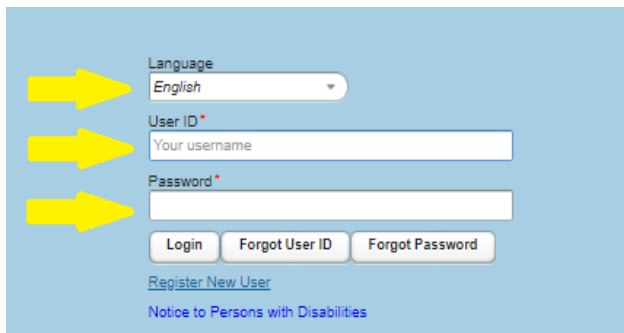 Language
English
User ID*
Your username
Password*
Login Forgot User ID Forgot Password
Register New User
Notice to Persons with Disabilities